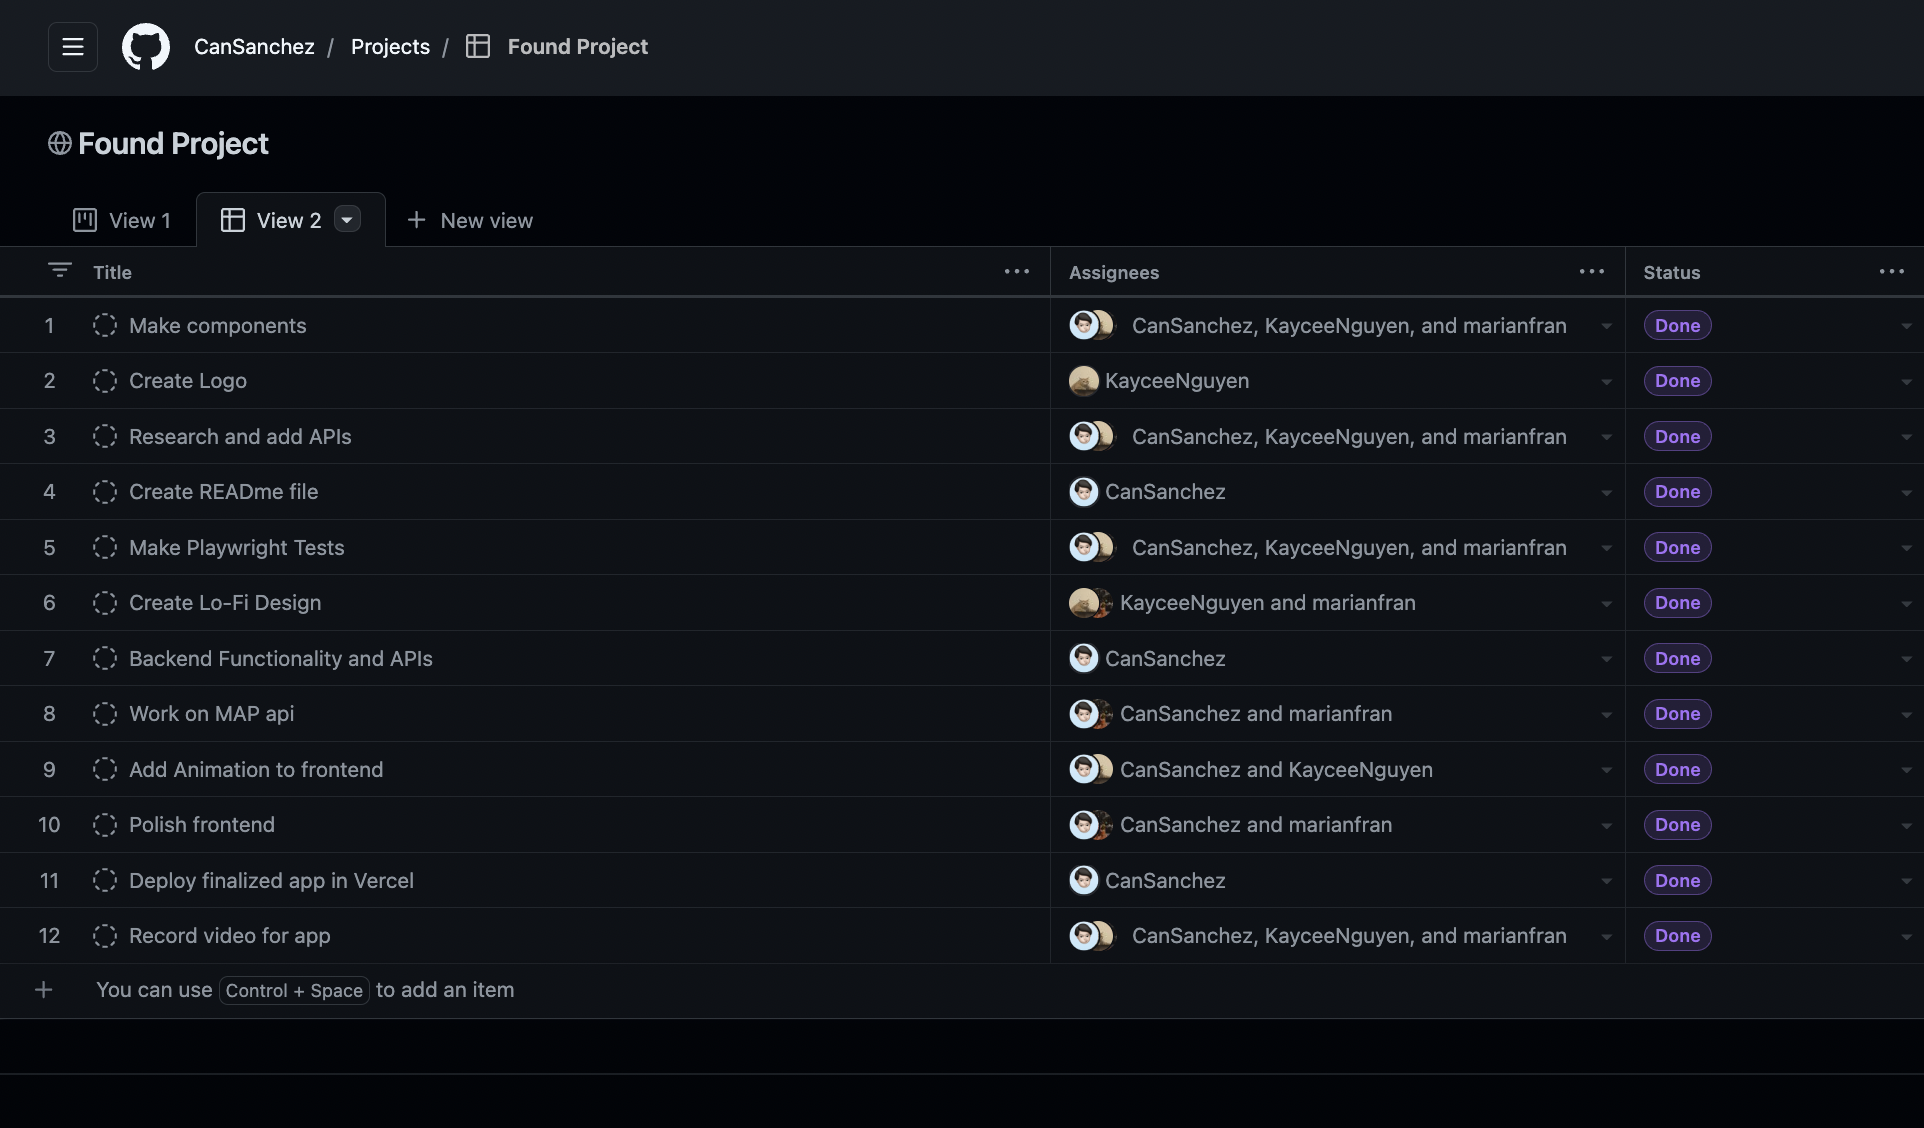 CanSanchez / Projects / Found Project
Found Project
View 1 View 2 New view
Title Assignees Status
1 Make components CanSanchez, KayceeNguyen, and marianfran Done
2 Create Logo KayceeNguyen Done
3 Research and add APIs CanSanchez, KayceeNguyen, and marianfran Done
4 Create READme file CanSanchez Done
5 Make Playwright Tests CanSanchez, KayceeNguyen, and marianfran Done
6 Create Lo-Fi Design KayceeNguyen and marianfran Done
7 Backend Functionality and APIs CanSanchez Done
8 Work on MAP api CanSanchez and marianfran Done
9 Add Animation to frontend CanSanchez and KayceeNguyen Done
10 Polish frontend CanSanchez and marianfran Done
11 Deploy finalized app in Vercel CanSanchez Done
12 Record video for app CanSanchez, KayceeNguyen, and marianfran Done
+ You can use Control + Space to add an item